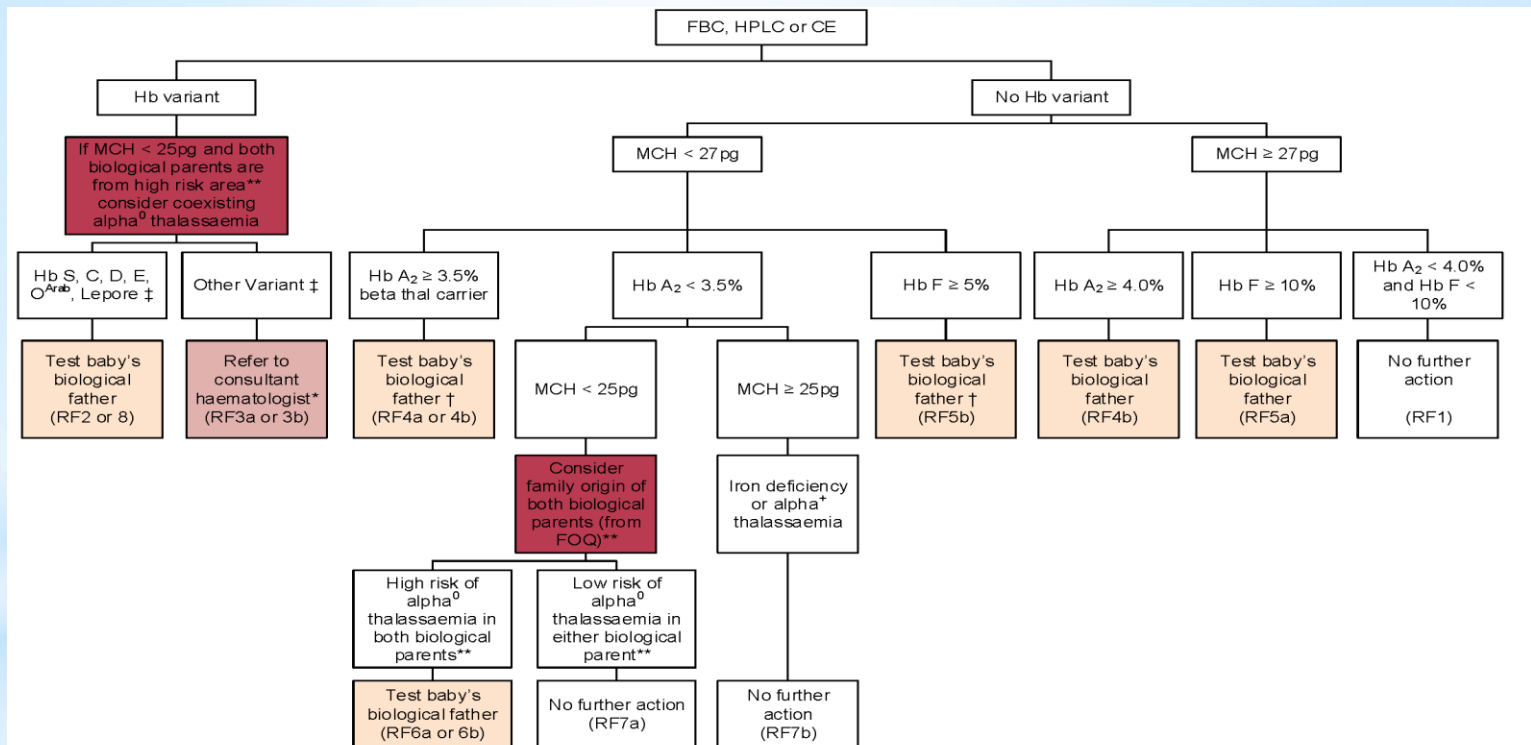 FBC, HPLC or CE
Hb variant
No Hb variant
If MCH < 25pg and both
biological parents are
from high risk area**
consider coexisting
alpha⁰ thalassaemia
MCH < 27pg
MCH ≥ 27pg
Hb S, C, D, E,
Oᴬʳᵃᵇ, Lepore ‡
Other Variant ‡
Hb A₂ ≥ 3.5%
beta thal carrier
Hb A₂ < 3.5%
Hb F ≥ 5%
Hb A₂ ≥ 4.0%
Hb F ≥ 10%
Hb A₂ < 4.0%
and Hb F <
10%
Test baby's
biological
father
(RF2 or 8)
Refer to
consultant
haematologist*
(RF3a or 3b)
Test baby's
biological
father †
(RF4a or 4b)
MCH < 25pg
MCH ≥ 25pg
Test baby's
biological
father †
(RF5b)
Test baby's
biological
father
(RF4b)
Test baby's
biological
father
(RF5a)
No further
action
(RF1)
Consider
family origin of
both biological
parents (from
FOQ)**
Iron deficiency
or alpha⁺
thalassaemia
High risk of
alpha⁰
thalassaemia in
both biological
parents**
Low risk of
alpha⁰
thalassaemia in
either biological
parent**
Test baby's
biological father
(RF6a or 6b)
No further action
(RF7a)
No further
action
(RF7b)